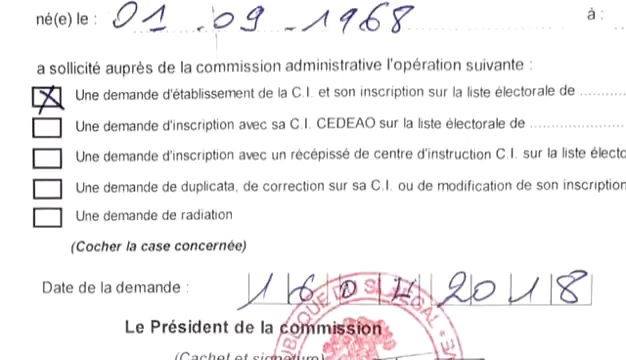 né(e) le : 01 . 09 - 1968 à :
a sollicité auprès de la commission administrative l'opération suivante :
Une demande d'établissement de la C.I. et son inscription sur la liste électorale de ..........
Une demande d'inscription avec sa C.I. CEDEAO sur la liste électorale de ....................
Une demande d'inscription avec un récépissé de centre d'instruction C.I. sur la liste électo
Une demande de duplicata, de correction sur sa C.I. ou de modification de son inscription
Une demande de radiation
(Cocher la case concernée)
Date de la demande : 16 2018
Le Président de la commission
(Cachet et signature)